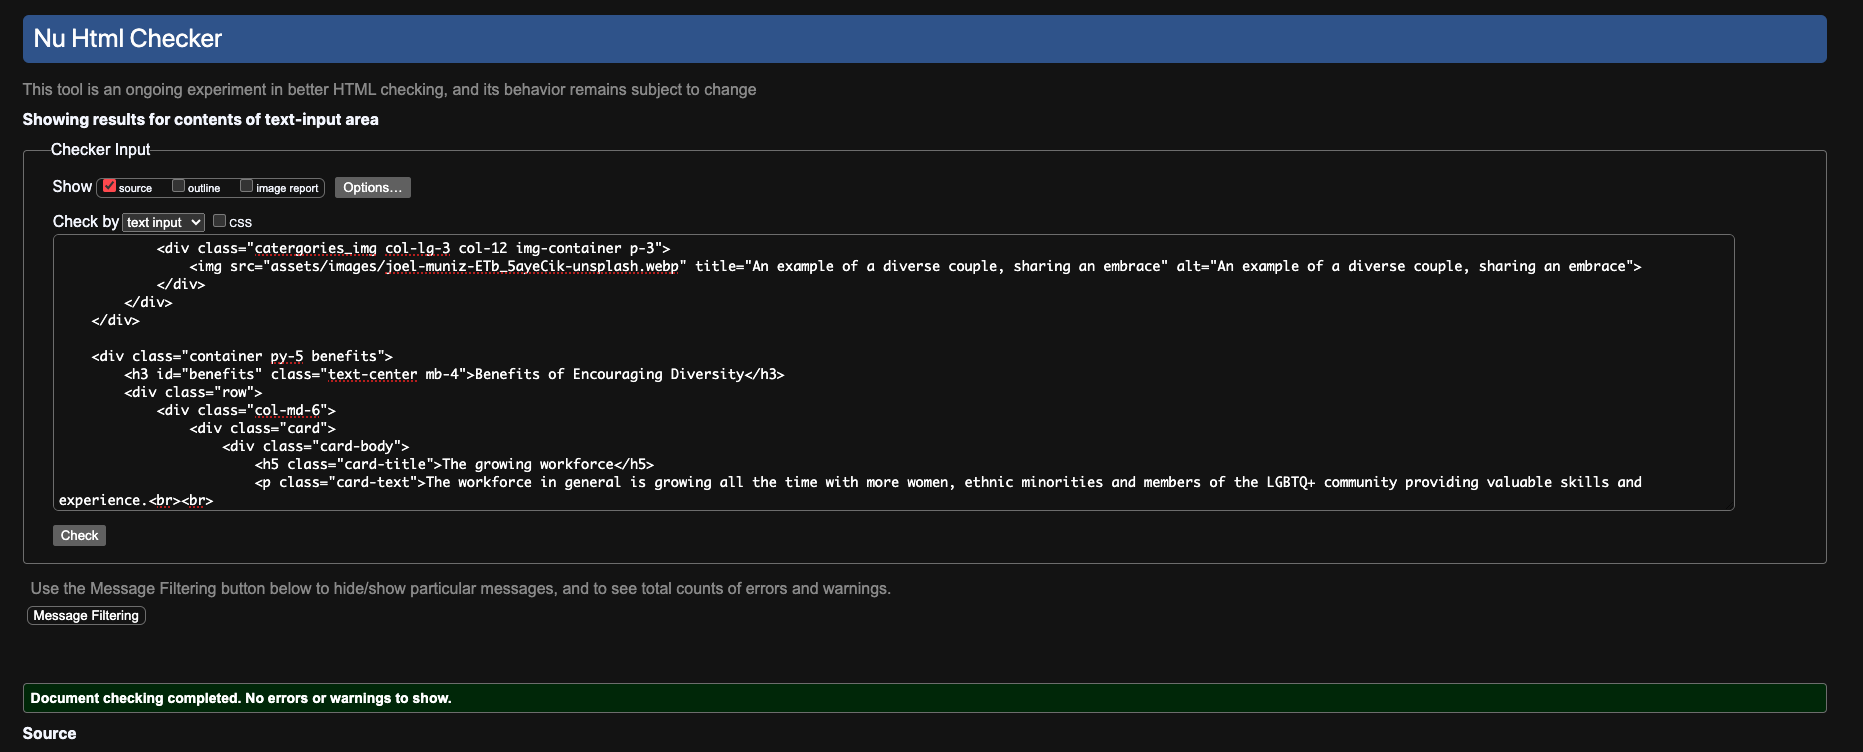 Nu Html Checker
This tool is an ongoing experiment in better HTML checking, and its behavior remains subject to change
Showing results for contents of text-input area
Checker Input
Show source outline image report Options...
Check by text input css
<div class="catergories_img col-lg-3 col-12 img-container p-3">
<img src="assets/images/joel-muniz-ETb_5ayeCik-unsplash.webp" title="An example of a diverse couple, sharing an embrace" alt="An example of a diverse couple, sharing an embrace">
</div>
</div>
</div>
<div class="container py-5 benefits">
<h3 id="benefits" class="text-center mb-4">Benefits of Encouraging Diversity</h3>
<div class="row">
<div class="col-md-6">
<div class="card">
<div class="card-body">
<h5 class="card-title">The growing workforce</h5>
<p class="card-text">The workforce in general is growing all the time with more women, ethnic minorities and members of the LGBTQ+ community providing valuable skills and
experience.<br><br>
Check
Use the Message Filtering button below to hide/show particular messages, and to see total counts of errors and warnings.
Message Filtering
Document checking completed. No errors or warnings to show.
Source